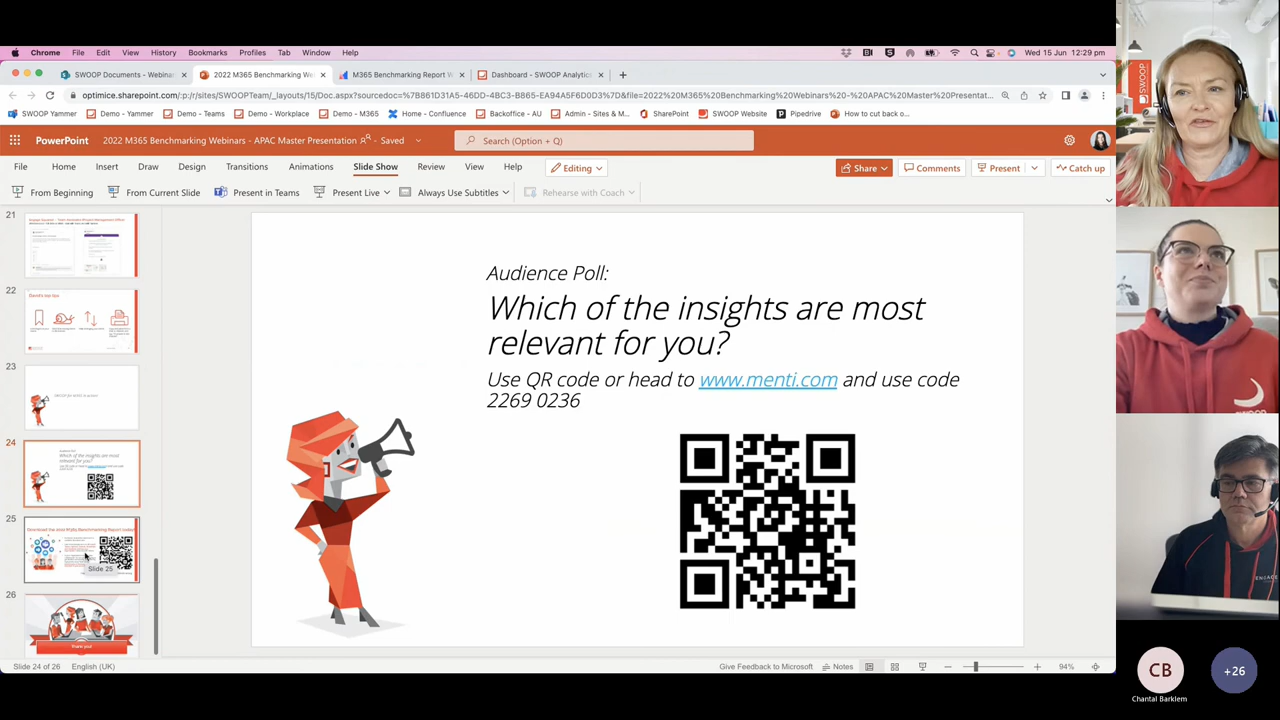 Chrome File Edit View History Bookmarks Profiles Tab Window Help
Wed 15 Jun 12:29 pm
SWOOP Documents - Webinar
2022 M365 Benchmarking We
M365 Benchmarking Report W
Dashboard - SWOOP Analytics
SWOOP Yammer Demo - Yammer Demo - Teams Demo - Workplace Demo - M365 Home - Confluence Backoffice - AU Admin - Sites & M... SharePoint SWOOP Website Pipedrive How to cut back o...
PowerPoint 2022 M365 Benchmarking Webinars - APAC Master Presentation - Saved
Search (Option + Q)
File Home Insert Draw Design Transitions Animations Slide Show Review View Help Editing
Share Comments Present Catch up
From Beginning From Current Slide Present in Teams Present Live Always Use Subtitles Rehearse with Coach
21
22
23
24
25
Slide 25
26
Thank you!
Audience Poll:
Which of the insights are most
relevant for you?
Use QR code or head to www.menti.com and use code
2269 0236
SWOOP
ENGAGE
CB
Chantal Barklem
+26
Slide 24 of 26 English (UK)
Give Feedback to Microsoft Notes 94%